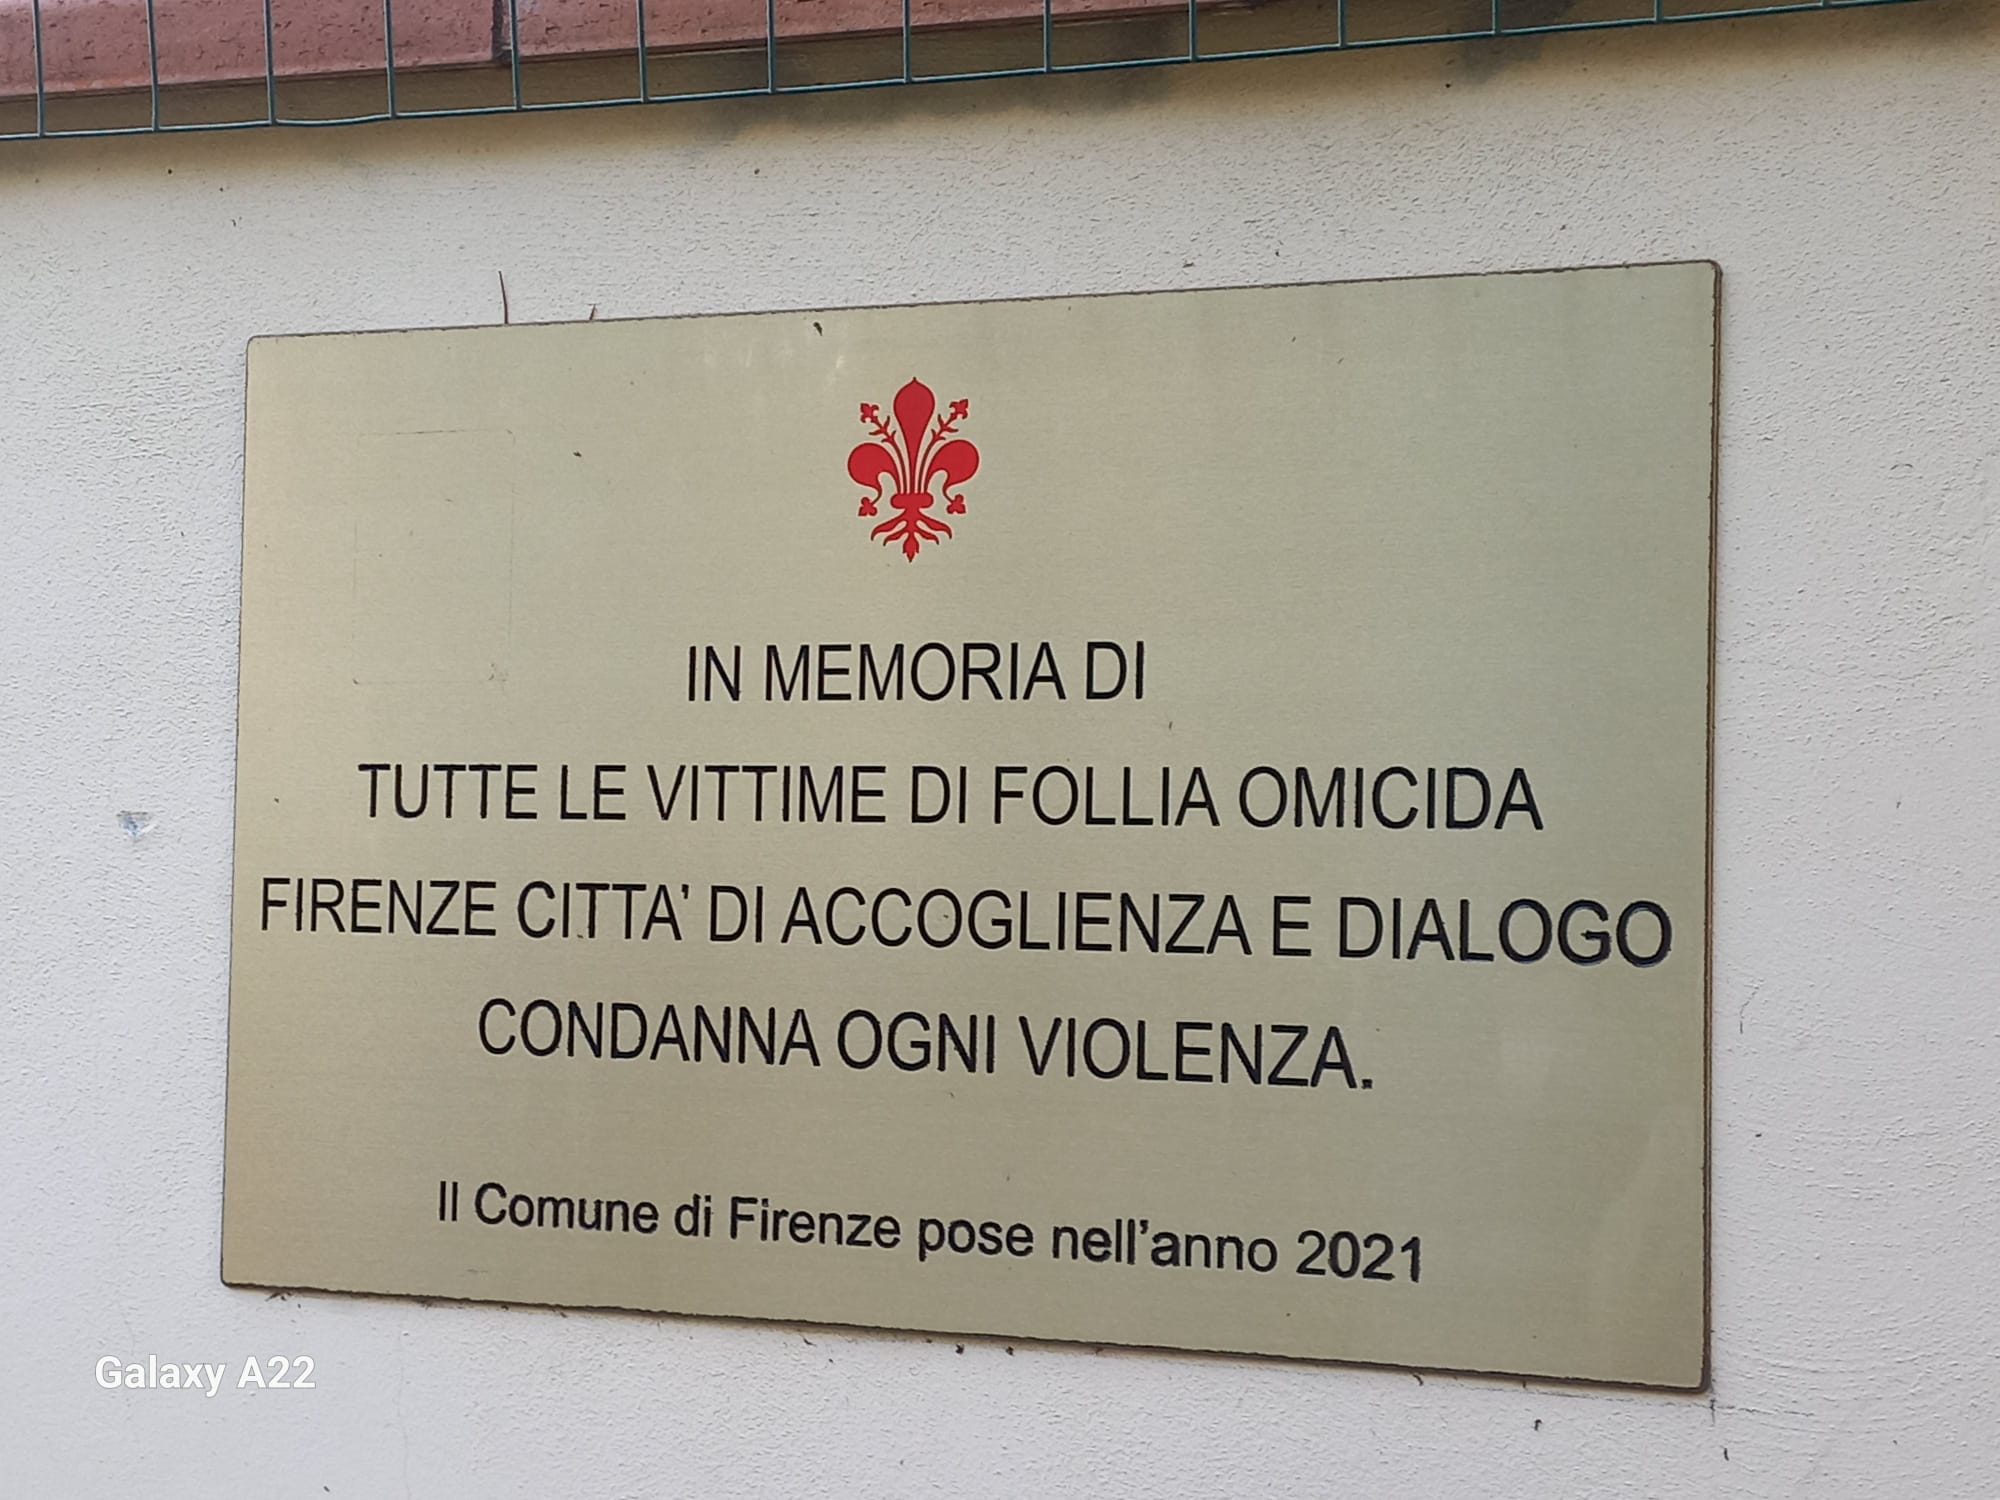 IN MEMORIA DI
TUTTE LE VITTIME DI FOLLIA OMICIDA
FIRENZE CITTA' DI ACCOGLIENZA E DIALOGO
CONDANNA OGNI VIOLENZA.
Il Comune di Firenze pose nell'anno 2021
Galaxy A22